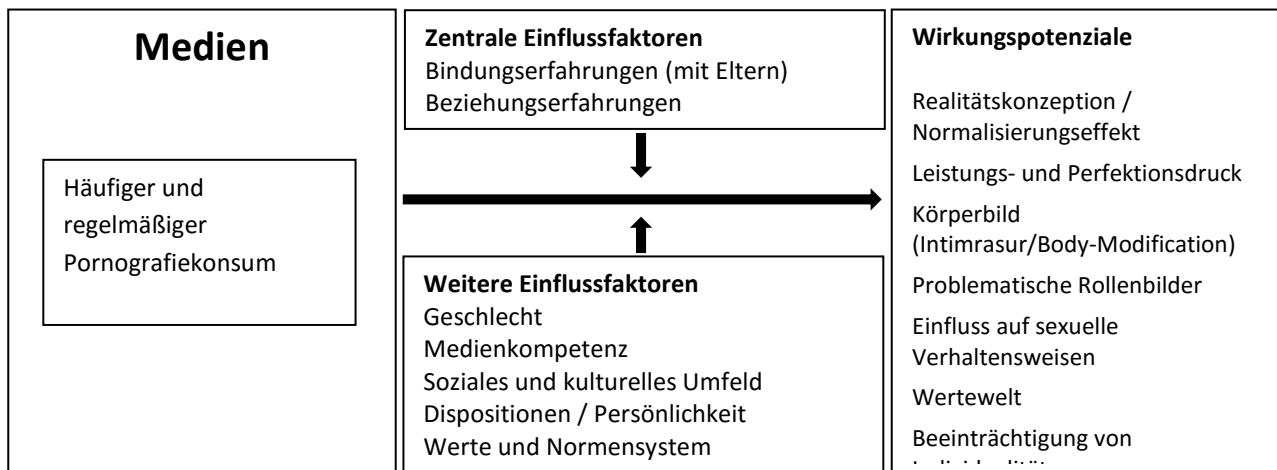 Medien
Häufiger und
regelmäßiger
Pornografiekonsum
Zentrale Einflussfaktoren
Bindungserfahrungen (mit Eltern)
Beziehungserfahrungen
Weitere Einflussfaktoren
Geschlecht
Medienkompetenz
Soziales und kulturelles Umfeld
Dispositionen / Persönlichkeit
Werte und Normensystem
Wirkungspotenziale
Realitätskonzeption /
Normalisierungseffekt
Leistungs- und Perfektionsdruck
Körperbild
(Intimrasur/Body-Modification)
Problematische Rollenbilder
Einfluss auf sexuelle
Verhaltensweisen
Wertewelt
Beeinträchtigung von